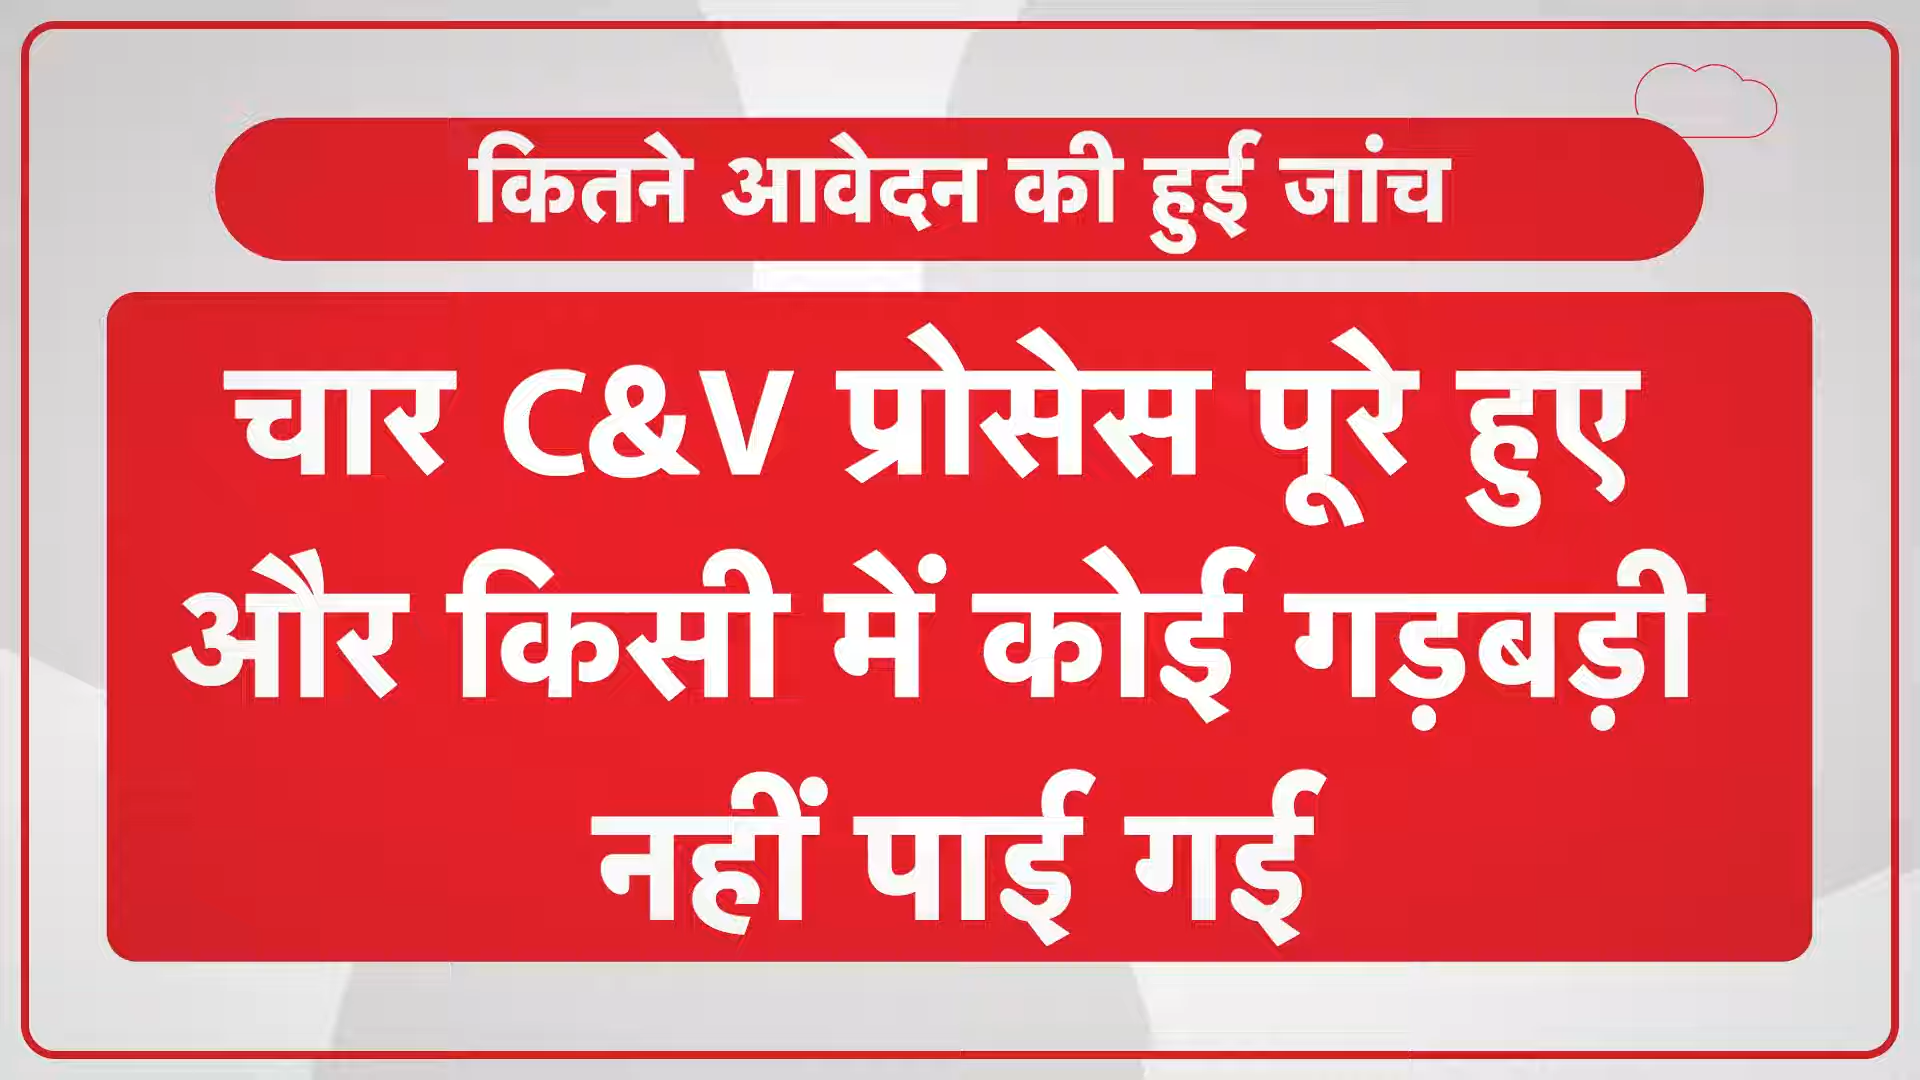 कितने आवेदन की हुई जांच
चार C&V प्रोसेस पूरे हुए
और किसी में कोई गड़बड़ी
नहीं पाई गई